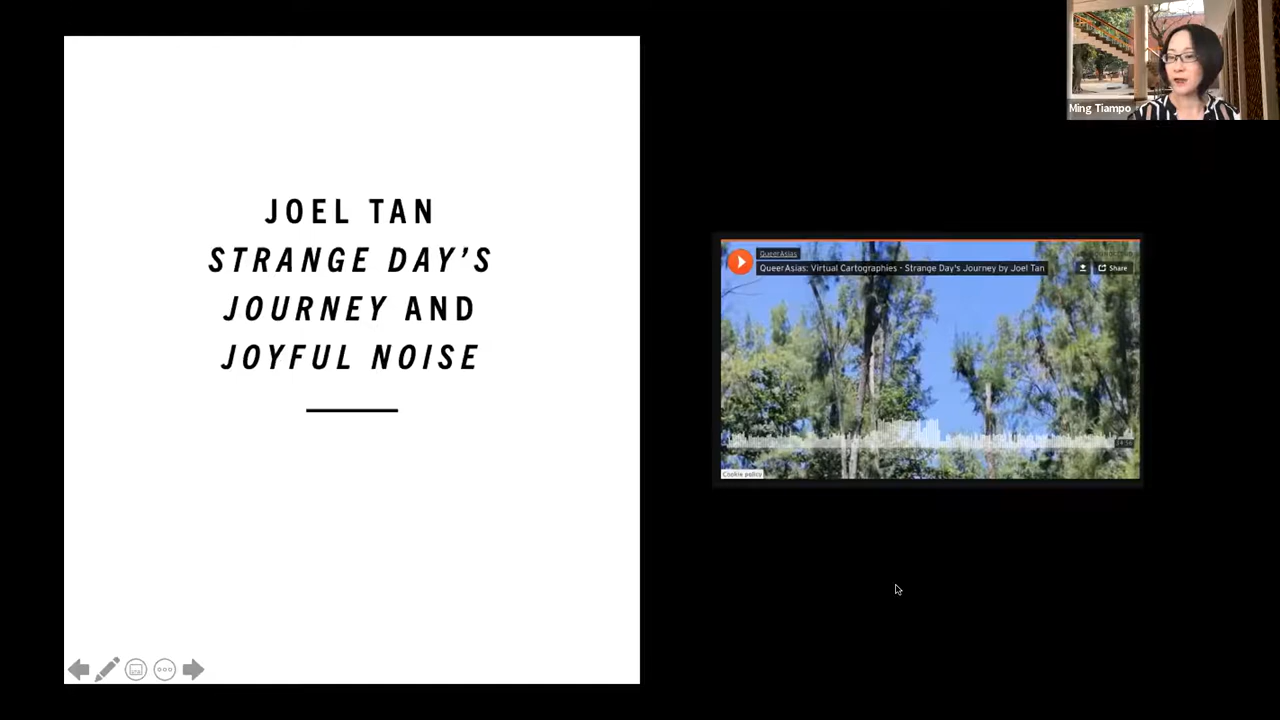 JOEL TAN
STRANGE DAY'S
JOURNEY AND
JOYFUL NOISE
Ming Tiampo
QueerAsias
QueerAsias: Virtual Cartographies - Strange Day's Journey by Joel Tan
Share
Cookie policy